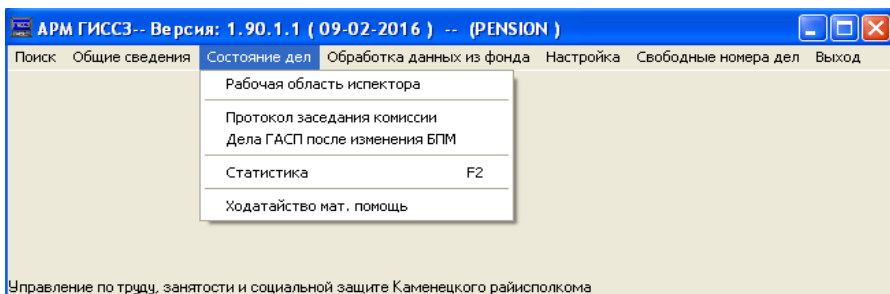 АРМ ГИССЗ-- Версия: 1.90.1.1 ( 09-02-2016 ) -- (PENSION )
Поиск Общие сведения Состояние дел Обработка данных из фонда Настройка Свободные номера дел Выход
Рабочая область испектора
Протокол заседания комиссии
Дела ГАСП после изменения БПМ
Статистика F2
Ходатайство мат. помощь
Управление по труду, занятости и социальной защите Каменецкого райисполкома